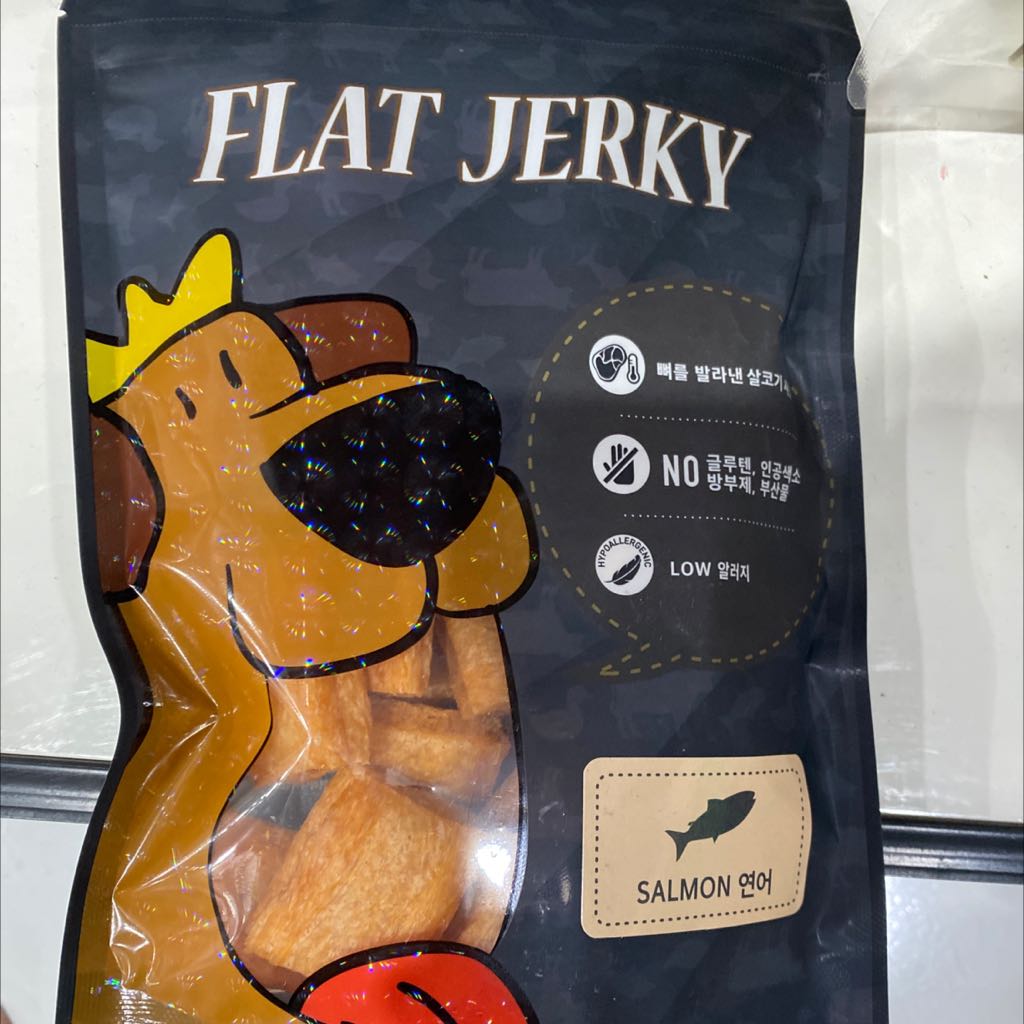 FLAT JERKY
뼈를 발라낸 살코기
NO 글루텐, 인공색소
방부제, 부산물
HYPOALLERGENIC
LOW 알러지
SALMON 연어